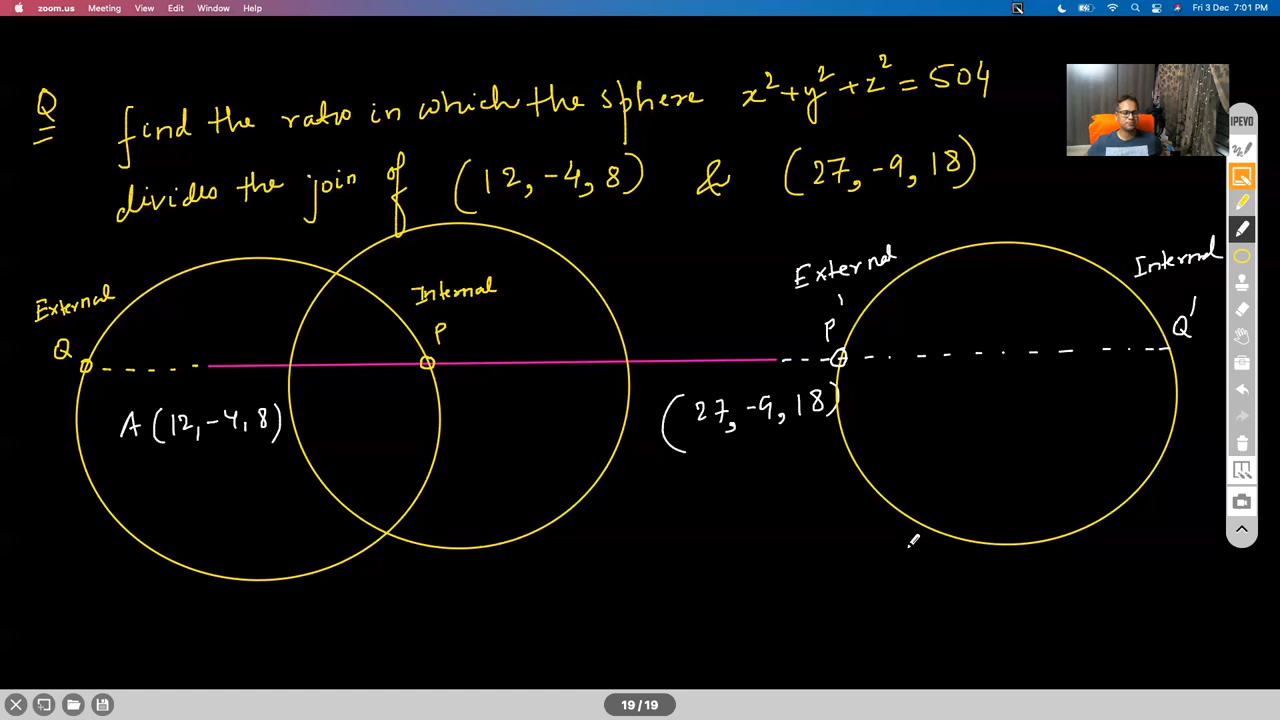 zoom.us Meeting View Edit Window Help
Fri 3 Dec 7:01 PM
Q find the ratio in which the sphere x²+y²+z²=504
divides the join of (12,-4,8) & (27,-9,18)
External
Internal
External
Internal
Q
P
P'
Q'
A(12,-4,8)
(27,-9,18)
IPEVO
19/19